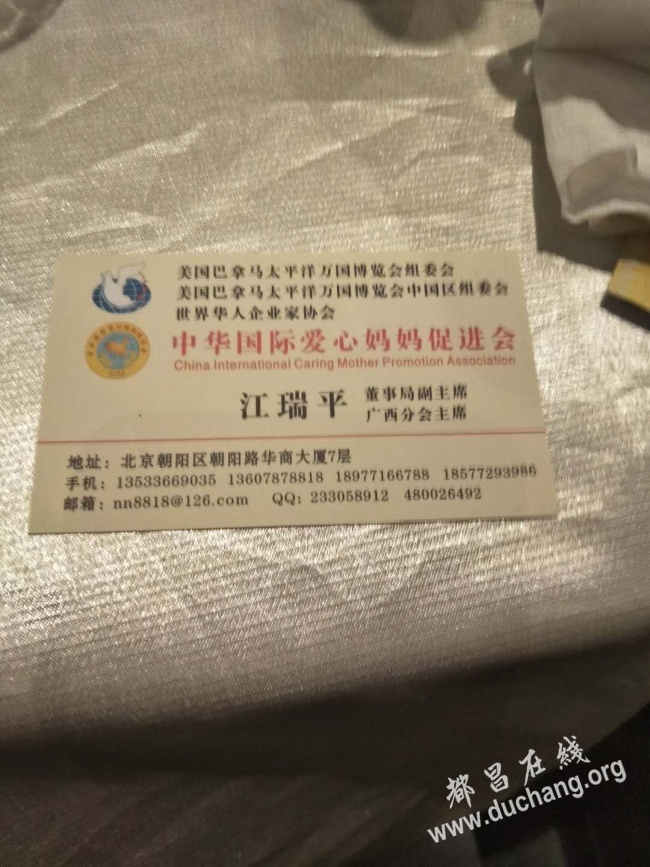 美国巴拿马太平洋万国博览会组委会
美国巴拿马太平洋万国博览会中国区组委会
世界华人企业家协会
中华国际爱心妈妈促进会
China International Caring Mother Promotion Association
江瑞平 董事局副主席
广西分会主席
地址：北京朝阳区朝阳路华商大厦7层
手机：13533669035 13607878818 18977166788 18577293986
邮箱：nn8818@126.com QQ：233058912 480026492
都昌在线
www.duchang.org